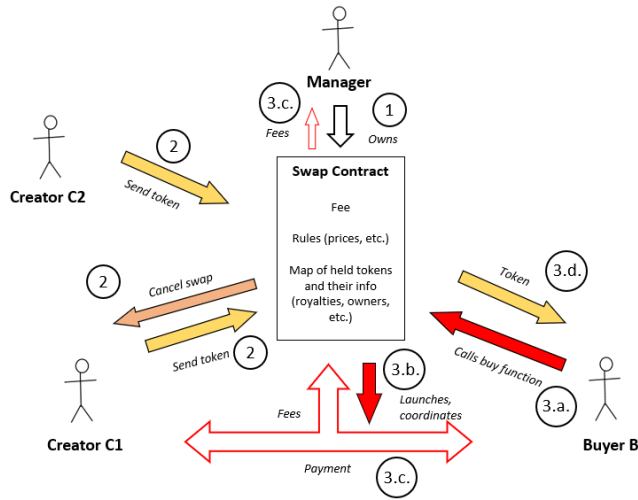 Manager
3.c.
1
Fees
Owns
2
Creator C2
Send token
Swap Contract
Fee
Rules (prices, etc.)
Map of held tokens
and their info
(royalties, owners,
etc.)
2
Cancel swap
Send token
2
Token
3.d.
Calls buy function
3.a.
3.b.
Launches,
coordinates
Fees
Creator C1
Payment
3.c.
Buyer B